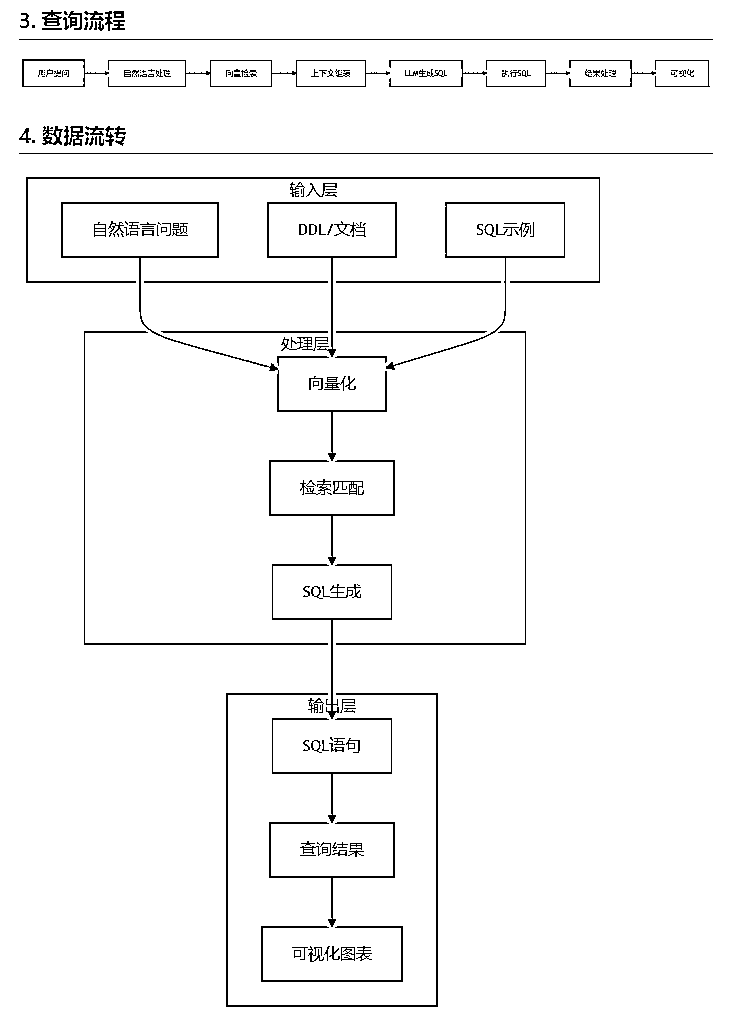 3. 查询流程
用户提问 自然语言处理 向量检索 上下文组装 LLM生成SQL 执行SQL 结果处理 可视化
4. 数据流转
输入层
自然语言问题 DDL/文档 SQL示例
处理层
向量化
检索匹配
SQL生成
输出层
SQL语句
查询结果
可视化图表